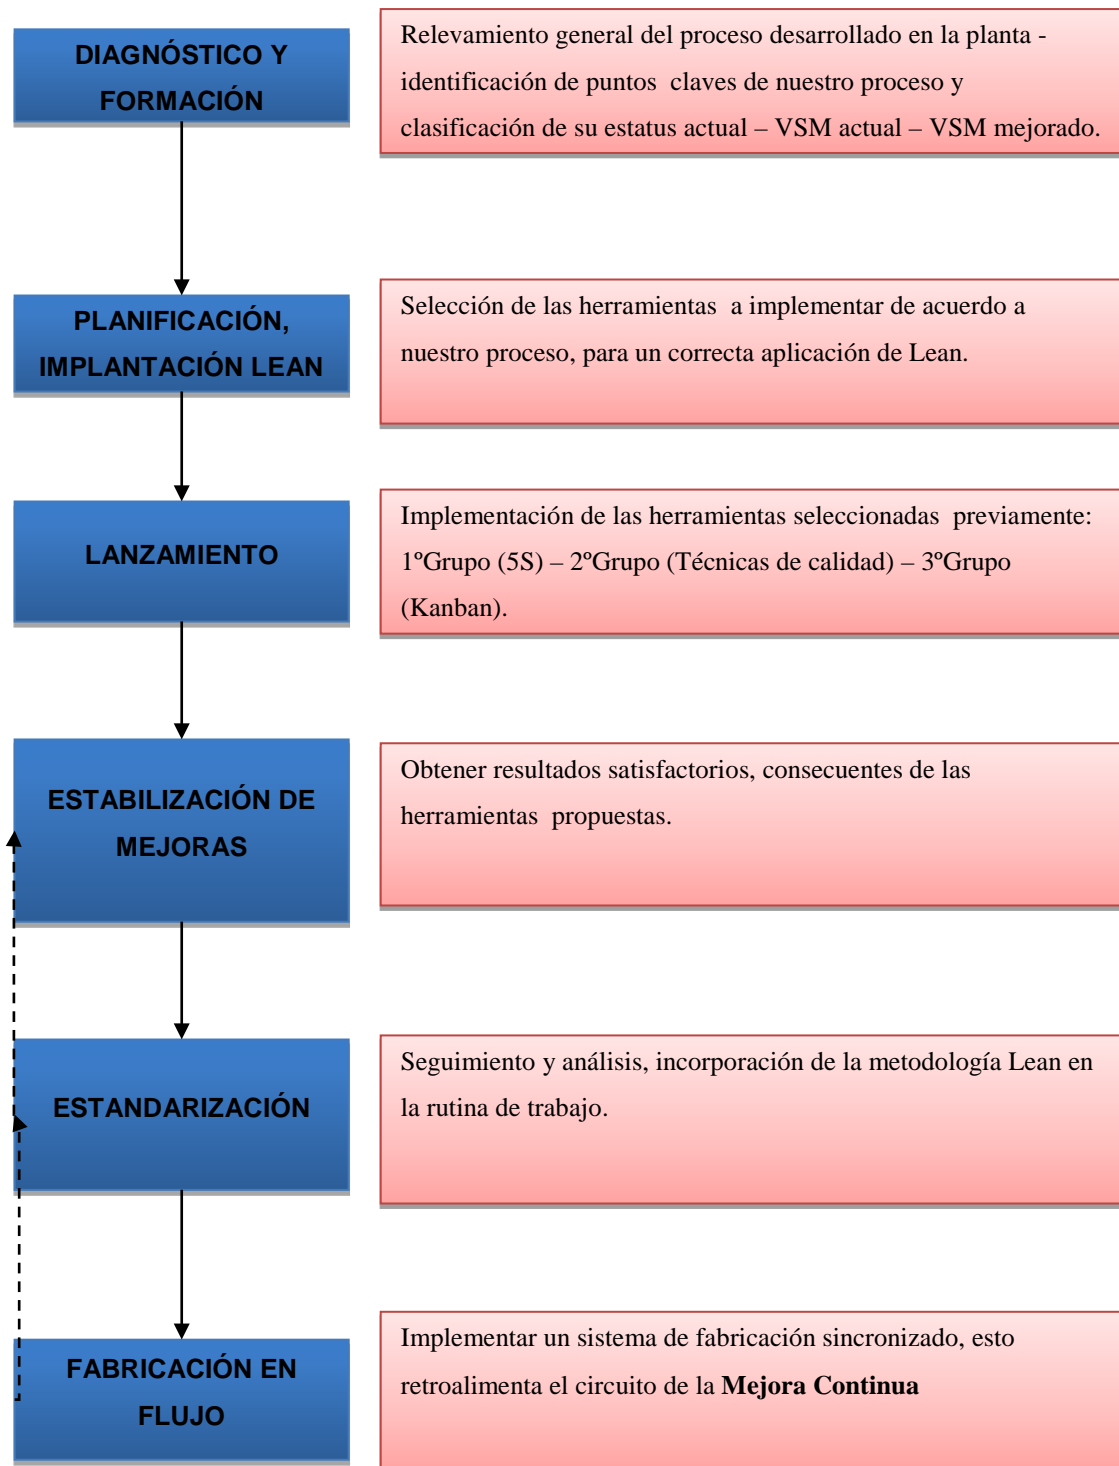 DIAGNÓSTICO Y
FORMACIÓN
Relevamiento general del proceso desarrollado en la planta -
identificación de puntos claves de nuestro proceso y
clasificación de su estatus actual – VSM actual – VSM mejorado.
PLANIFICACIÓN,
IMPLANTACIÓN LEAN
Selección de las herramientas a implementar de acuerdo a
nuestro proceso, para un correcta aplicación de Lean.
LANZAMIENTO
Implementación de las herramientas seleccionadas previamente:
1ºGrupo (5S) – 2ºGrupo (Técnicas de calidad) – 3ºGrupo
(Kanban).
ESTABILIZACIÓN DE
MEJORAS
Obtener resultados satisfactorios, consecuentes de las
herramientas propuestas.
ESTANDARIZACIÓN
Seguimiento y análisis, incorporación de la metodología Lean en
la rutina de trabajo.
FABRICACIÓN EN
FLUJO
Implementar un sistema de fabricación sincronizado, esto
retroalimenta el circuito de la Mejora Continua